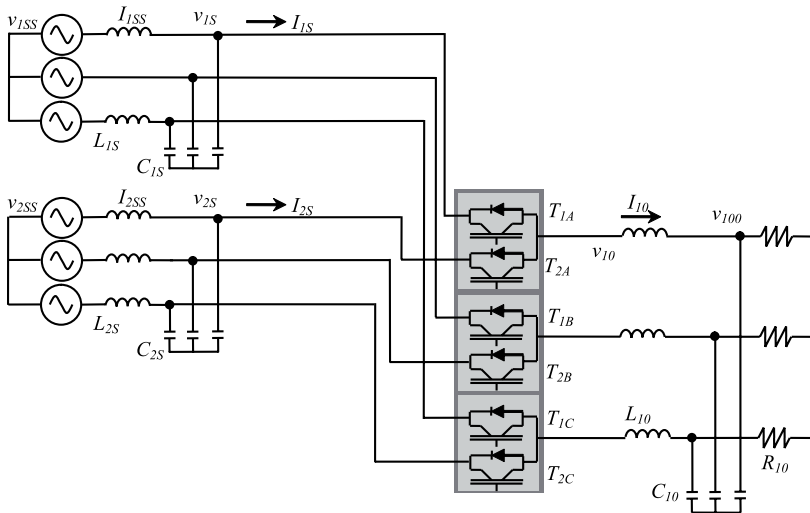 v1SS
I1SS
v1S
I1S
L1S
C1S
v2SS
I2SS
v2S
I2S
L2S
C2S
T1A
T2A
T1B
T2B
T1C
T2C
I10
v10
v100
L10
C10
R10